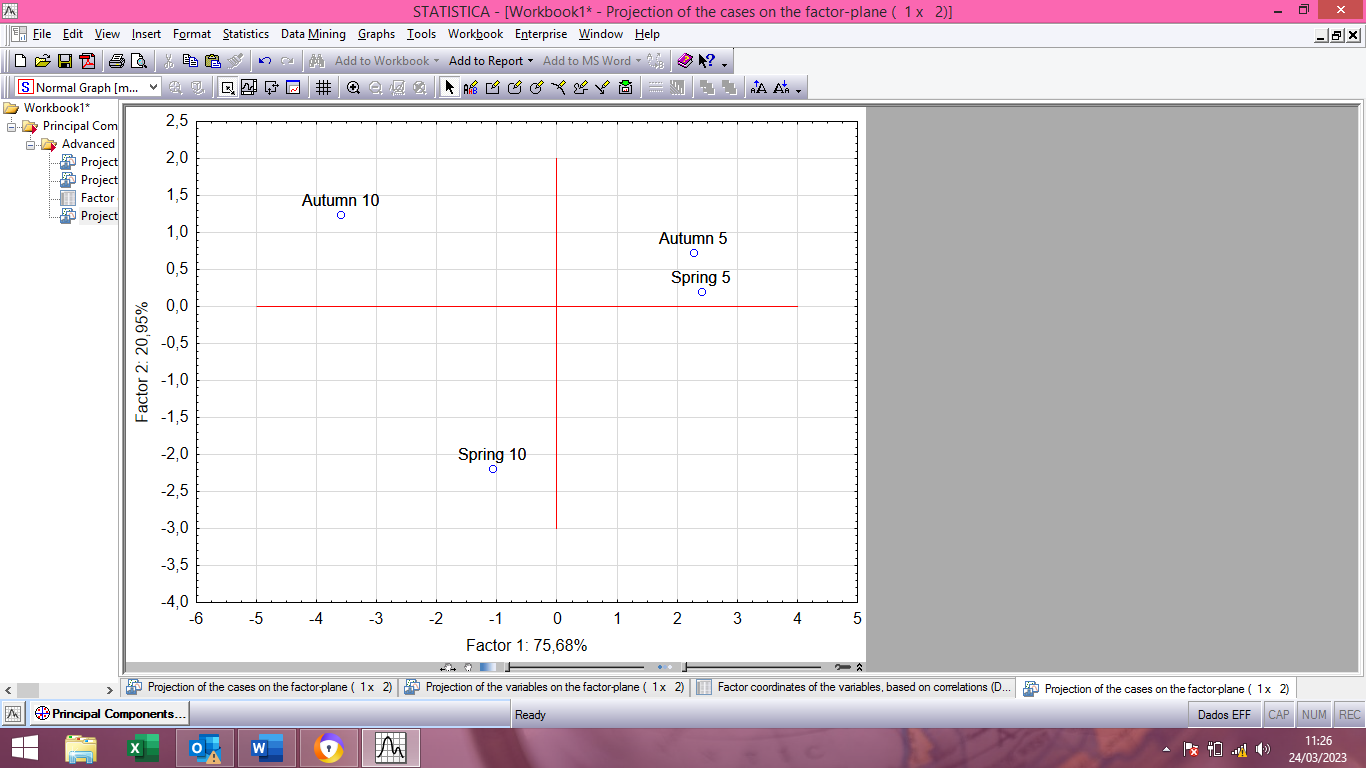 STATISTICA - [Workbook1* - Projection of the cases on the factor-plane ( 1 x 2)]
File Edit View Insert Format Statistics Data Mining Graphs Tools Workbook Enterprise Window Help
Add to Workbook Add to Report Add to MS Word
Normal Graph [m...
Workbook1*
Principal Com
Advanced
Project
Project
Factor
Project
2,5
2,0
1,5
1,0
0,5
0,0
-0,5
-1,0
-1,5
-2,0
-2,5
-3,0
-3,5
-4,0
Factor 2: 20,95%
Autumn 10
Autumn 5
Spring 5
Spring 10
-6 -5 -4 -3 -2 -1 0 1 2 3 4 5
Factor 1: 75,68%
Projection of the cases on the factor-plane ( 1 x 2) Projection of the variables on the factor-plane ( 1 x 2) Factor coordinates of the variables, based on correlations (D... Projection of the cases on the factor-plane ( 1 x 2)
Principal Components... Ready Dados EFF CAP NUM REC
11:26
24/03/2023